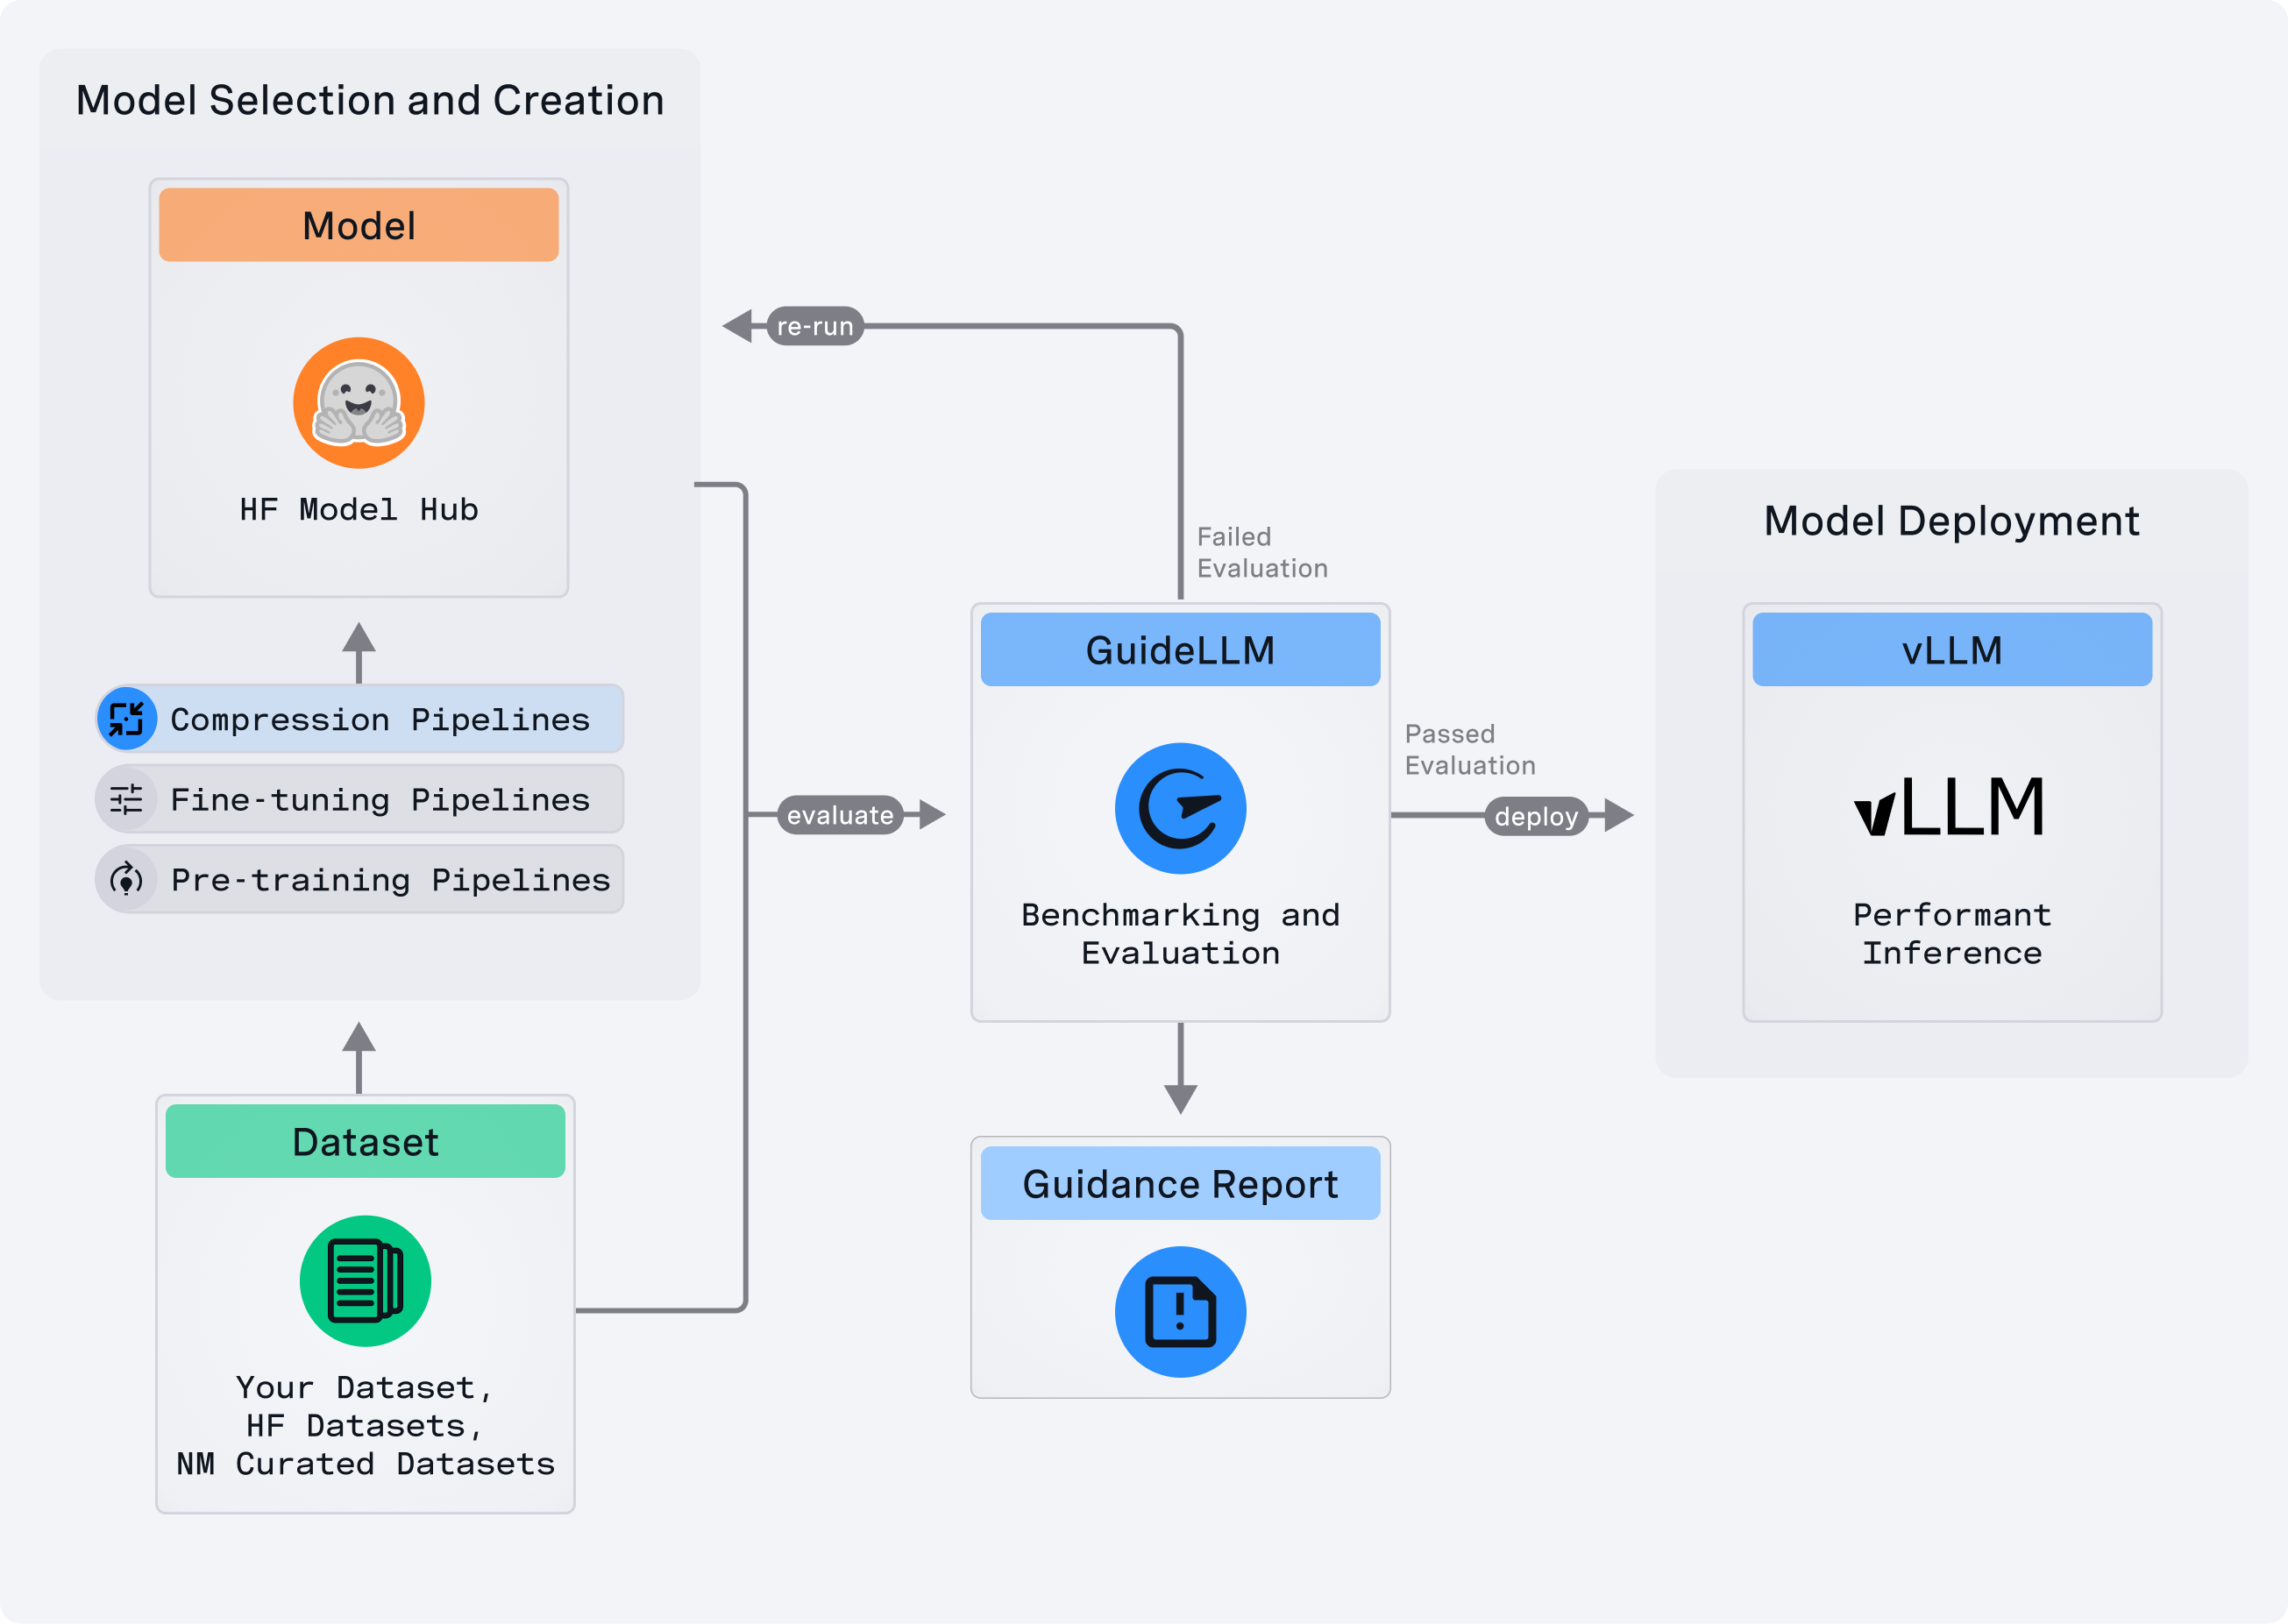 Model Selection and Creation
Model
HF Model Hub
Compression Pipelines
Fine-tuning Pipelines
Pre-training Pipelines
Dataset
Your Dataset,
HF Datasets,
NM Curated Datasets
re-run
evaluate
Failed
Evaluation
GuideLLM
Benchmarking and
Evaluation
Guidance Report
Passed
Evaluation
deploy
Model Deployment
vLLM
vLLM
Performant
Inference